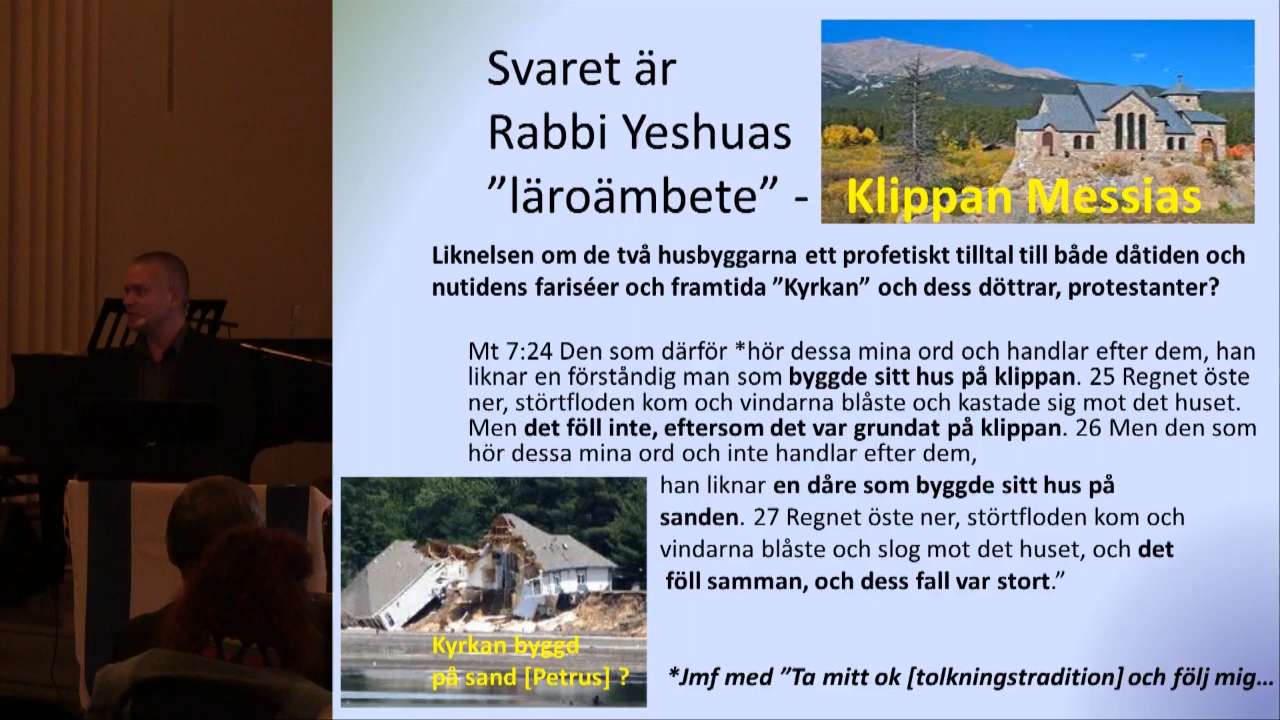 Svaret är
Rabbi Yeshuas
”läroämbete” -
Klippan Messias
Liknelsen om de två husbyggarna ett profetiskt tilltal till både dåtiden och
nutidens fariséer och framtida ”Kyrkan” och dess döttrar, protestanter?
Mt 7:24 Den som därför *hör dessa mina ord och handlar efter dem, han
liknar en förståndig man som byggde sitt hus på klippan. 25 Regnet öste
ner, störtfloden kom och vindarna blåste och kastade sig mot det huset.
Men det föll inte, eftersom det var grundat på klippan. 26 Men den som
hör dessa mina ord och inte handlar efter dem,
han liknar en dåre som byggde sitt hus på
sanden. 27 Regnet öste ner, störtfloden kom och
vindarna blåste och slog mot det huset, och det
föll samman, och dess fall var stort.”
Kyrkan byggd
på sand [Petrus] ?
*Jmf med ”Ta mitt ok [tolkningstradition] och följ mig...